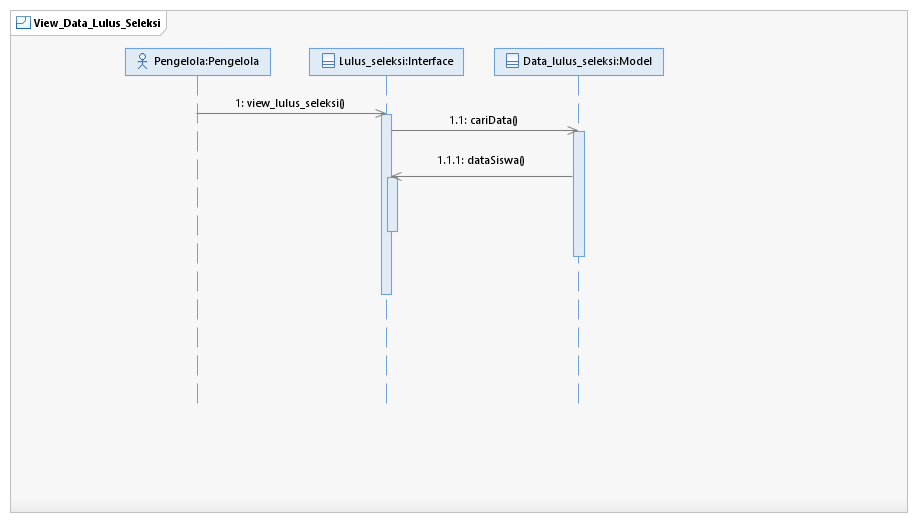 View_Data_Lulus_Seleksi
Pengelola:Pengelola
Lulus_seleksi:Interface
Data_lulus_seleksi:Model
1: view_lulus_seleksi()
1.1: cariData()
1.1.1: dataSiswa()